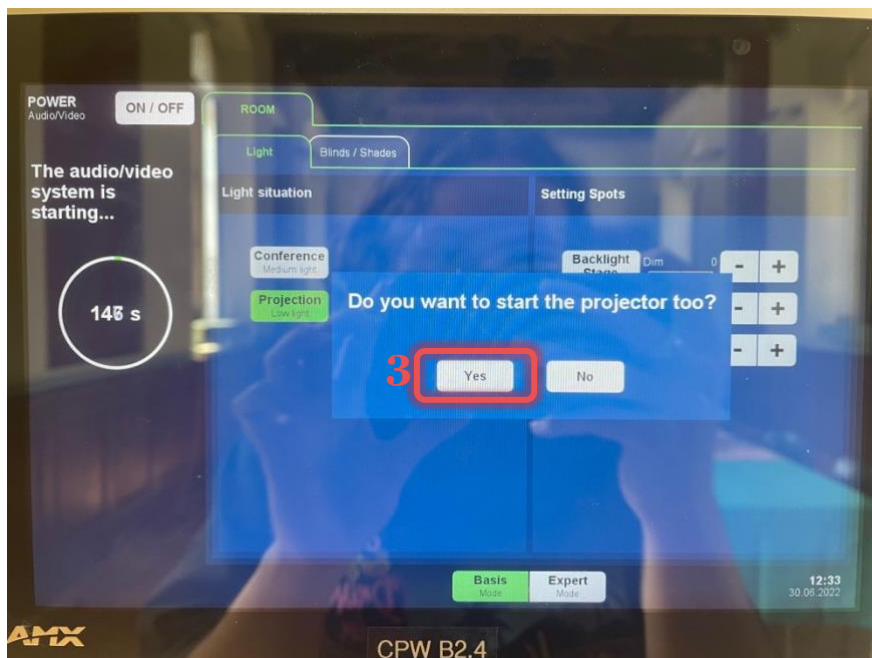 POWER
Audio/Video
ON / OFF
The audio/video
system is
starting...
s
ROOM
Light
Blinds / Shades
Light situation
Conference
Medium light
Projection
Low light
Setting Spots
Backlight
Stage
Dim
0
-
+
-
+
-
+
Do you want to start the projector too?
3
Yes
No
Basis
Mode
Expert
Mode
12:33
30.06.2022
AMX
CPW B2.4